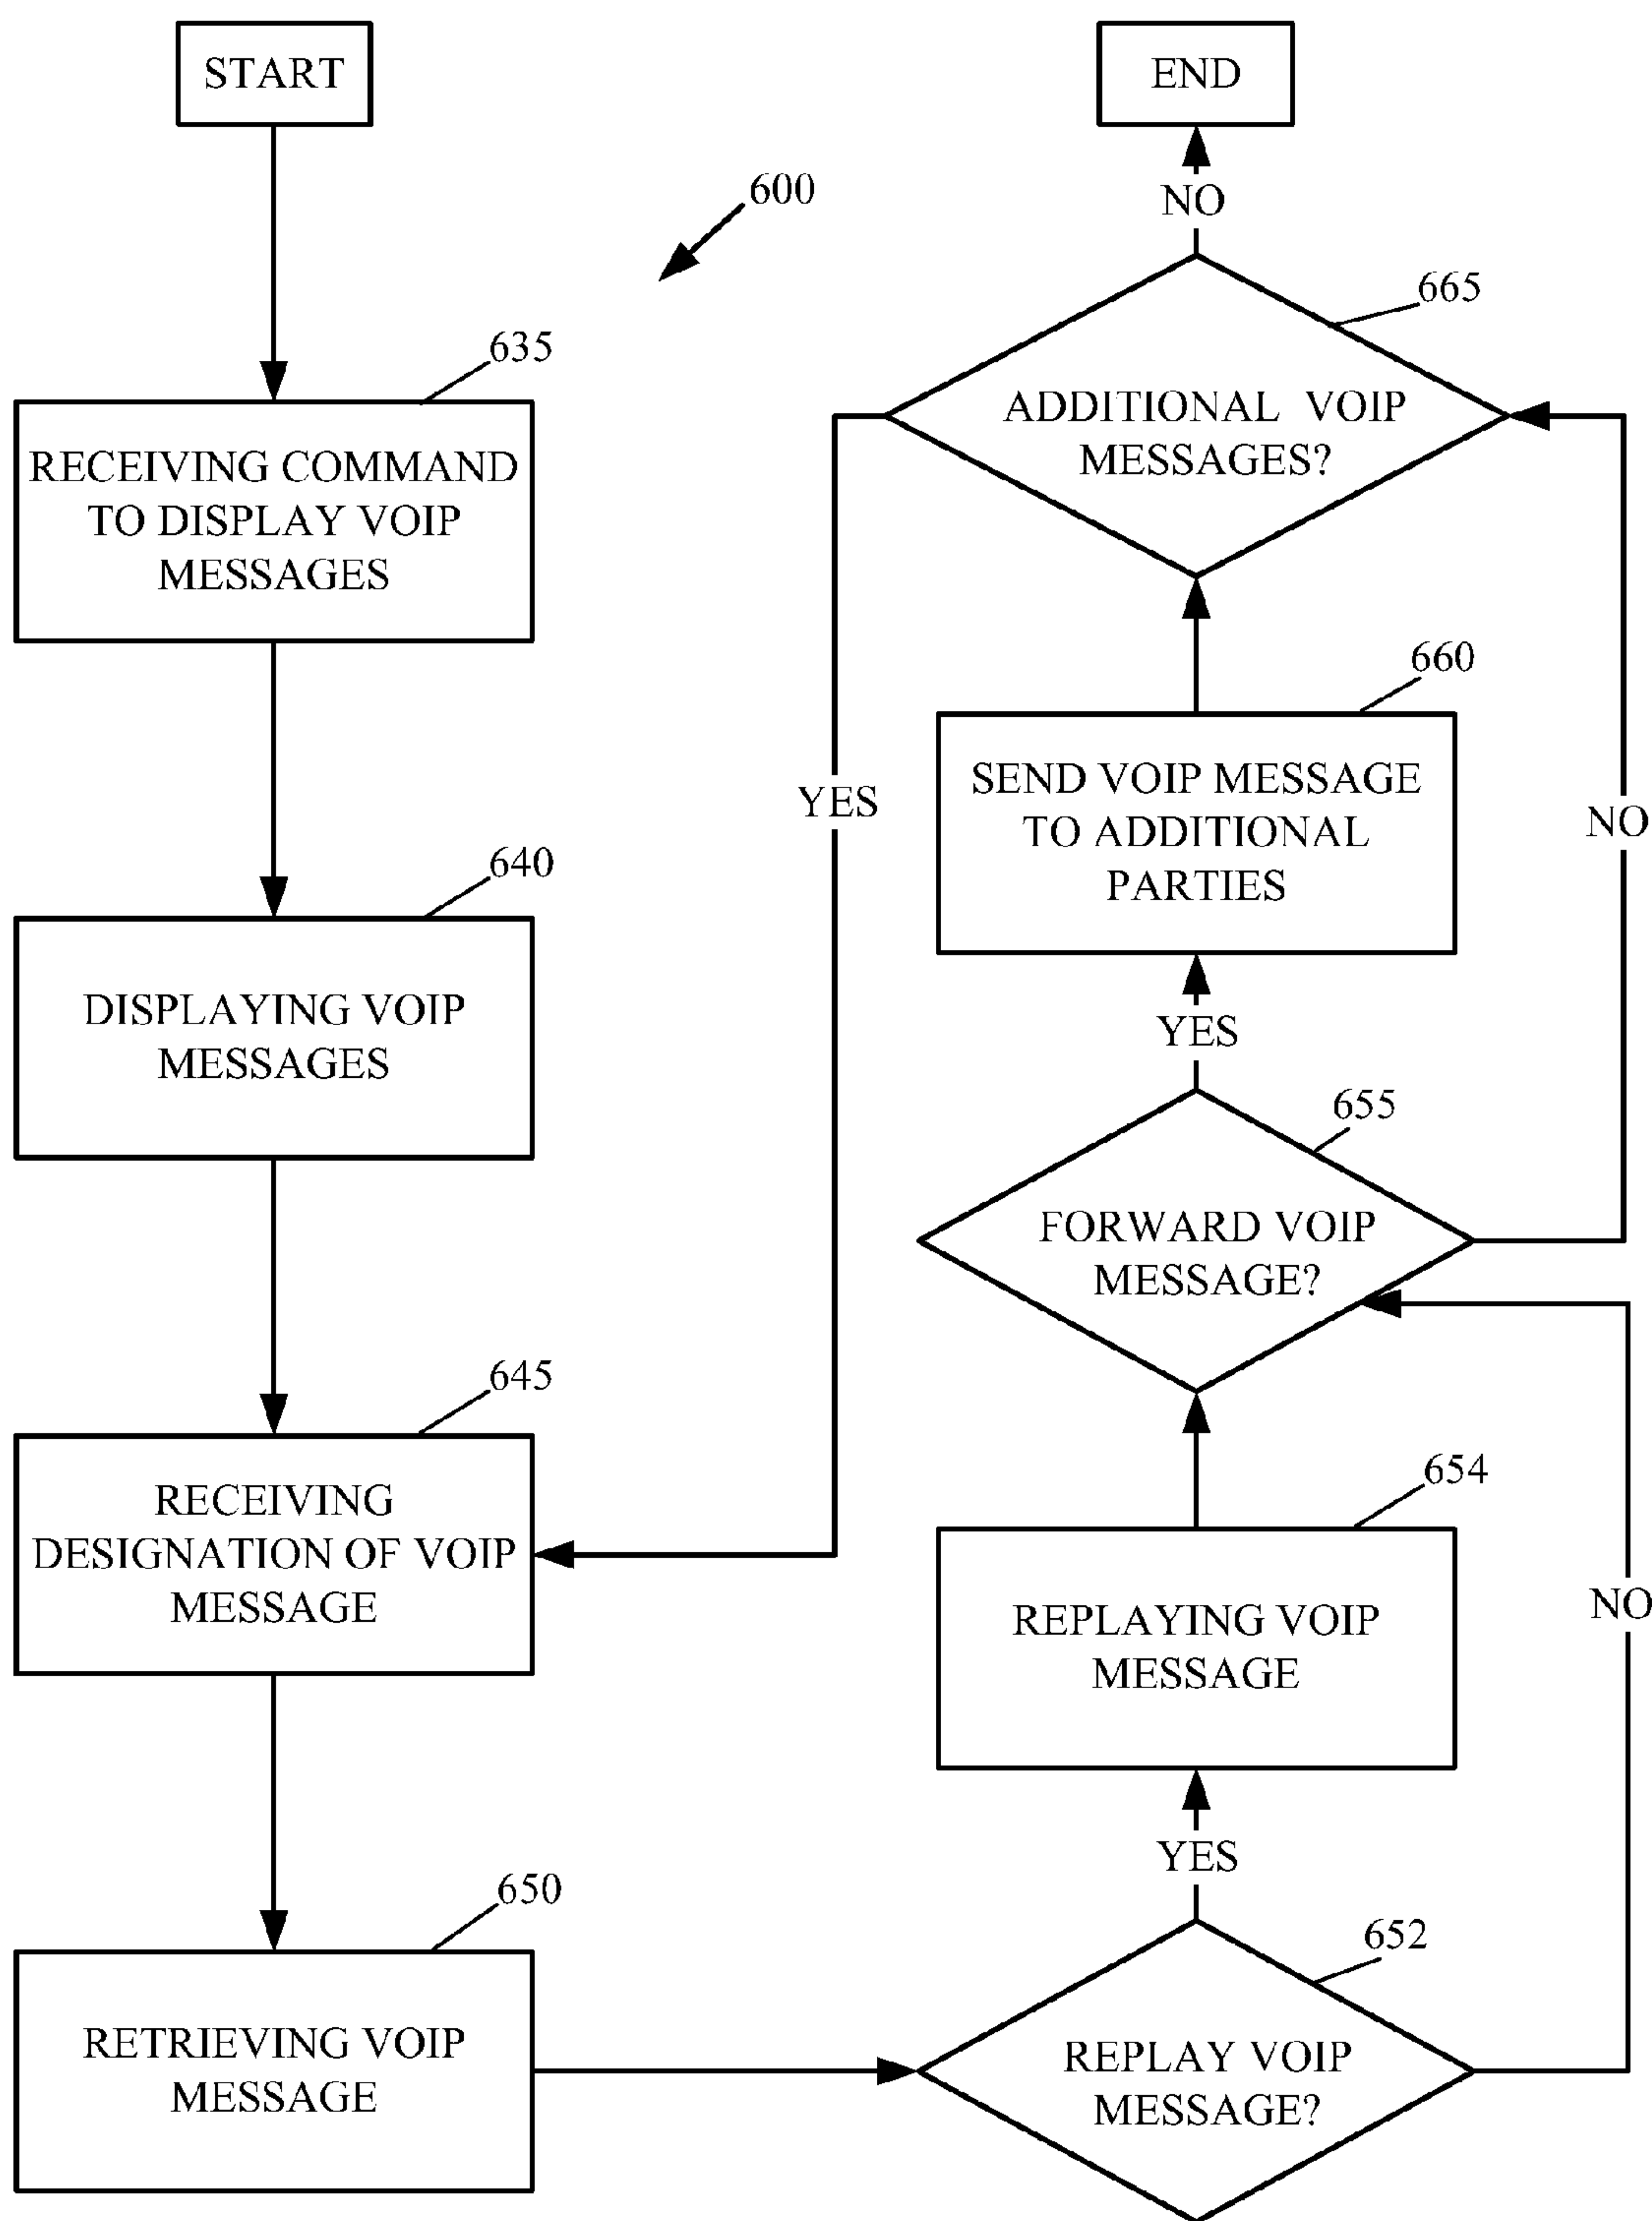 START
600
635
RECEIVING COMMAND
TO DISPLAY VOIP
MESSAGES
640
DISPLAYING VOIP
MESSAGES
645
RECEIVING
DESIGNATION OF VOIP
MESSAGE
650
RETRIEVING VOIP
MESSAGE
652
REPLAY VOIP
MESSAGE?
YES
NO
654
REPLAYING VOIP
MESSAGE
655
FORWARD VOIP
MESSAGE?
YES
NO
660
SEND VOIP MESSAGE
TO ADDITIONAL
PARTIES
665
ADDITIONAL VOIP
MESSAGES?
YES
NO
END